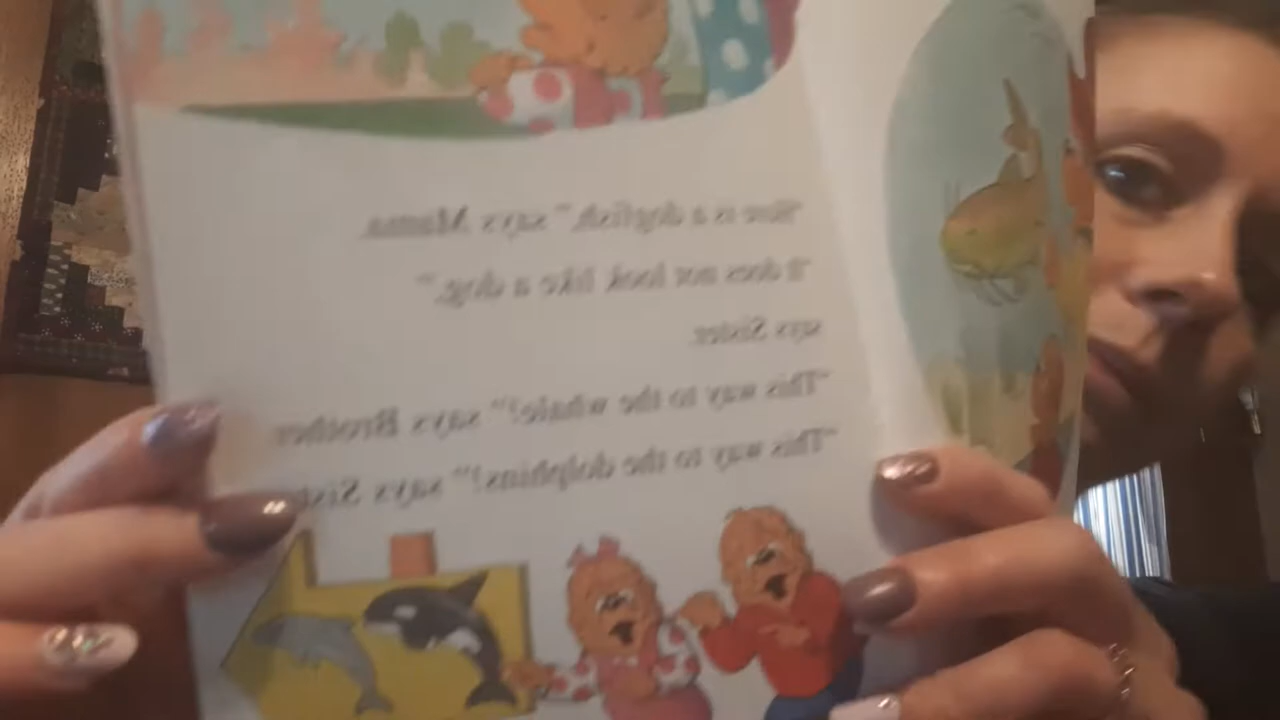 "Here is a dogfish," says Mama.
"It does not look like a dog,"
says Sister.
"This way to the whale!" says Brother.
"This way to the dolphins!" says